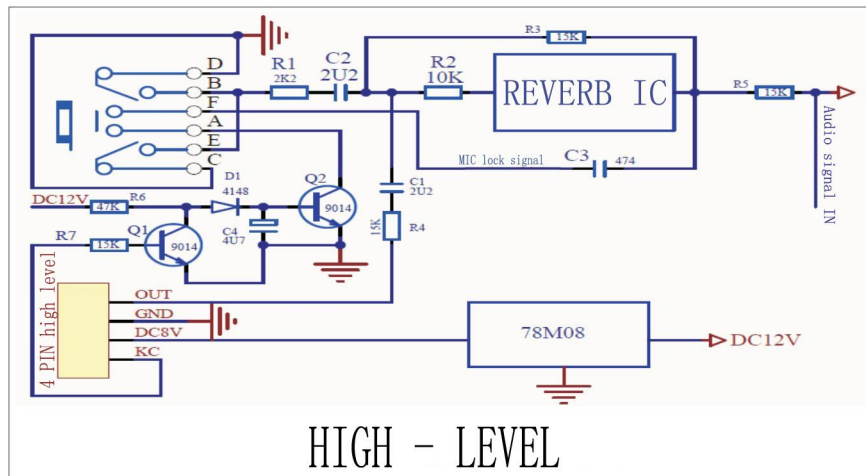 D
B
F
A
E
C
R1
2K2
C2
2U2
R2
10K
R3
15K
REVERB IC
R5
15K
Audio signal IN
MIC lock signal
C3
474
DC12V
R6
47K
D1
4148
Q2
9014
C1
2U2
15K
R4
R7
15K
Q1
9014
C4
4U7
4 PIN high level
OUT
GND
DC8V
KC
78M08
DC12V
HIGH - LEVEL